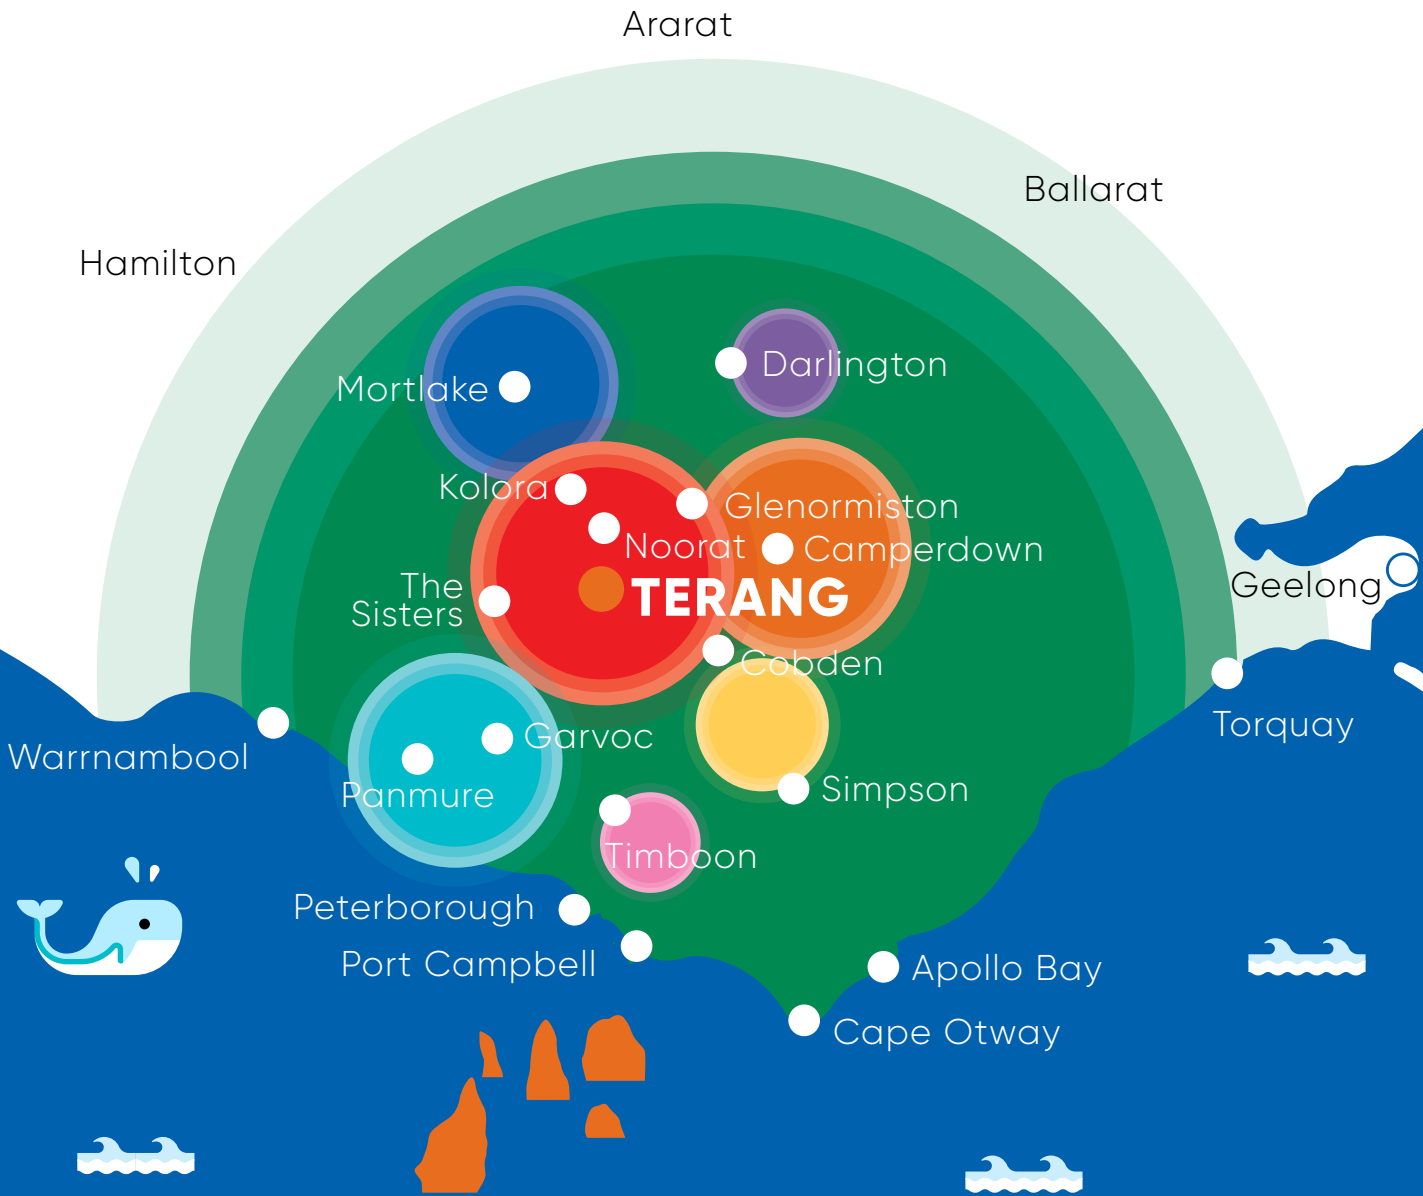 Ararat
Ballarat
Hamilton
Darlington
Mortlake
Kolora
Glenormiston
Noorat
Camperdown
The
Sisters
TERANG
Geelong
Cobden
Torquay
Garvoc
Warrnambool
Panmure
Simpson
Timboon
Peterborough
Port Campbell
Apollo Bay
Cape Otway